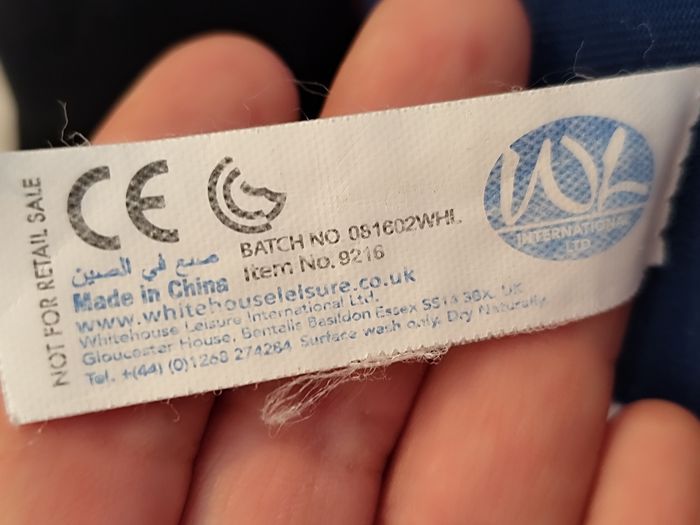 NOT FOR RETAIL SALE
CE
BATCH NO 081602WHL
Item No. 9216
صنع في الصين
Made in China
www.whitehouseleisure.co.uk
Whitehouse Leisure International Ltd.
Gloucester House, Bentalls Basildon Essex SS14 3BX. UK
Tel. +(44) (0)1268 274284 Surface wash only. Dry Naturally.
WL
INTERNATIONAL
LTD